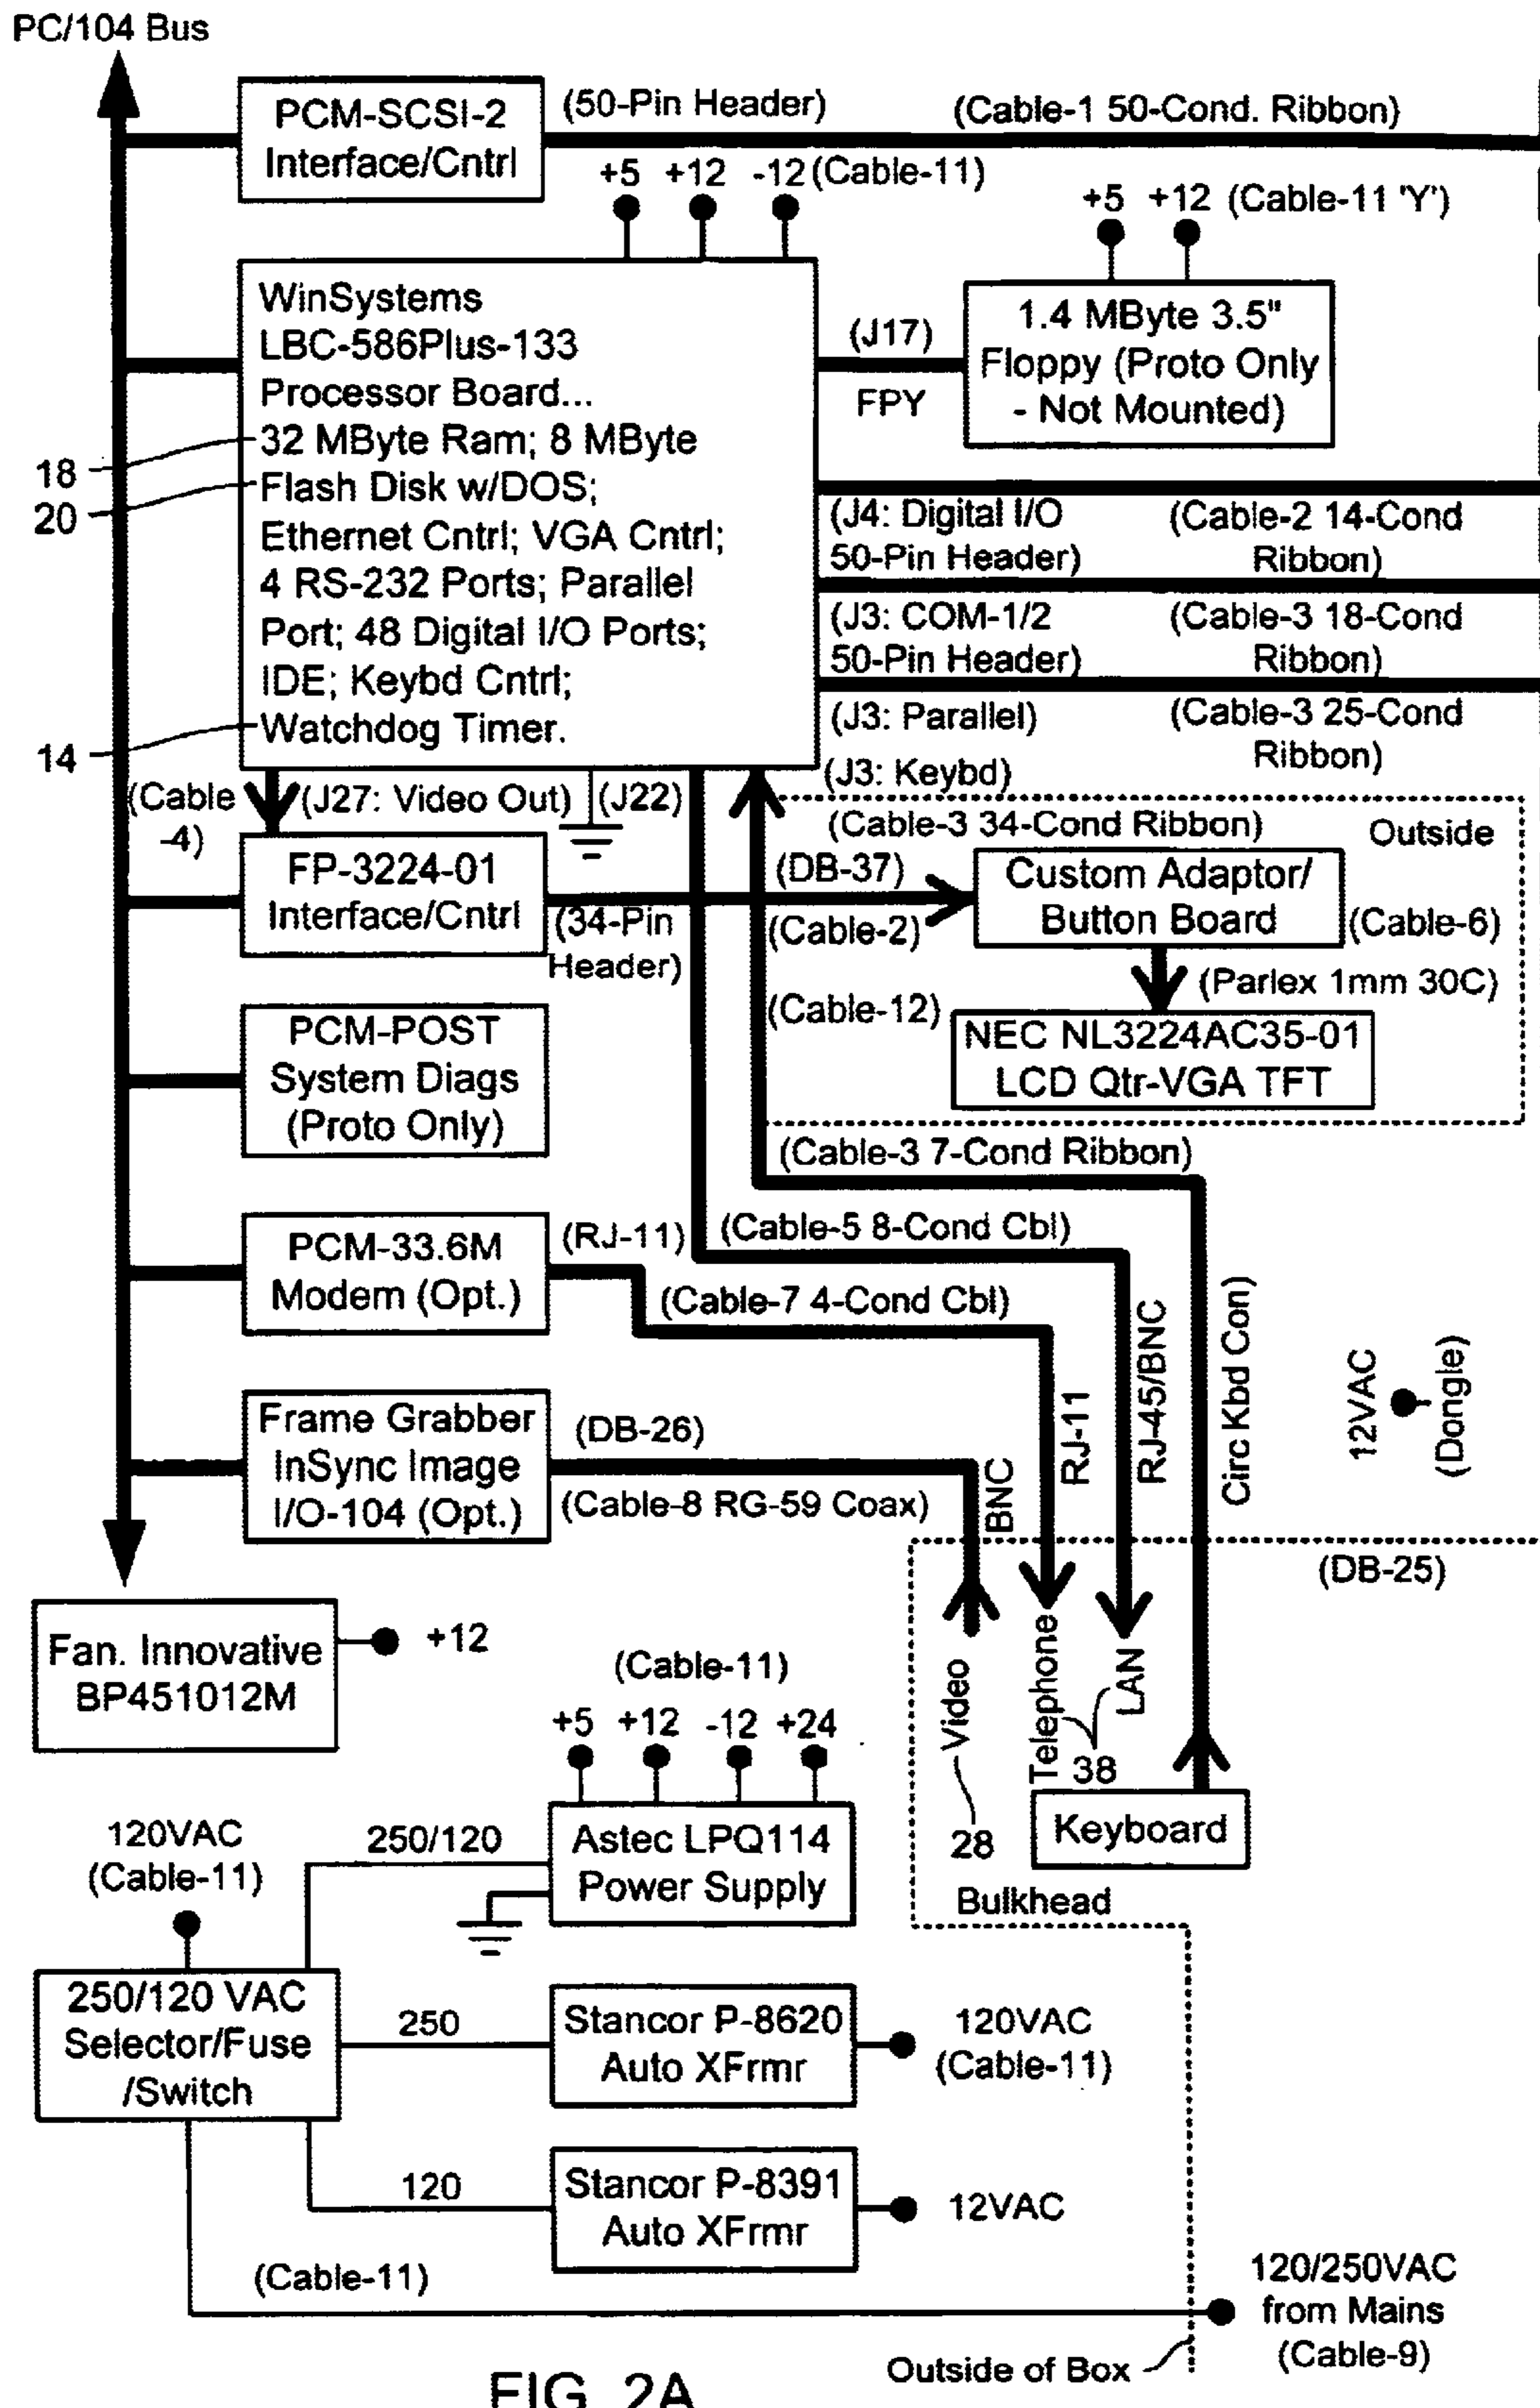 PC/104 Bus
PCM-SCSI-2
Interface/Cntrl
(50-Pin Header)
(Cable-1 50-Cond. Ribbon)
+5 +12 -12 (Cable-11)
+5 +12 (Cable-11 'Y')
WinSystems
LBC-586Plus-133
Processor Board...
32 MByte Ram; 8 MByte
Flash Disk w/DOS;
Ethernet Cntrl; VGA Cntrl;
4 RS-232 Ports; Parallel
Port; 48 Digital I/O Ports;
IDE; Keybd Cntrl;
Watchdog Timer.
18
20
14
(J17)
FPY
1.4 MByte 3.5"
Floppy (Proto Only
- Not Mounted)
(J4: Digital I/O
50-Pin Header)
(Cable-2 14-Cond
Ribbon)
(J3: COM-1/2
50-Pin Header)
(Cable-3 18-Cond
Ribbon)
(J3: Parallel)
(Cable-3 25-Cond
Ribbon)
(J3: Keybd)
(Cable
-4)
(J27: Video Out)
(J22)
(Cable-3 34-Cond Ribbon)
Outside
FP-3224-01
Interface/Cntrl
(34-Pin
Header)
(DB-37)
(Cable-2)
Custom Adaptor/
Button Board
(Cable-6)
(Parlex 1mm 30C)
(Cable-12)
NEC NL3224AC35-01
LCD Qtr-VGA TFT
PCM-POST
System Diags
(Proto Only)
(Cable-3 7-Cond Ribbon)
PCM-33.6M
Modem (Opt.)
(RJ-11)
(Cable-5 8-Cond Cbl)
(Cable-7 4-Cond Cbl)
Frame Grabber
InSync Image
I/O-104 (Opt.)
(DB-26)
(Cable-8 RG-59 Coax)
BNC
RJ-11
RJ-45/BNC
Circ Kbd Con)
12VAC
(Dongle)
(DB-25)
Fan. Innovative
BP451012M
+12
Video
Telephone
LAN
28
38
Keyboard
Bulkhead
(Cable-11)
+5 +12 -12 +24
Astec LPQ114
Power Supply
120VAC
(Cable-11)
250/120
250/120 VAC
Selector/Fuse
/Switch
250
Stancor P-8620
Auto XFrmr
120VAC
(Cable-11)
120
Stancor P-8391
Auto XFrmr
12VAC
(Cable-11)
120/250VAC
from Mains
(Cable-9)
Outside of Box
FIG. 2A